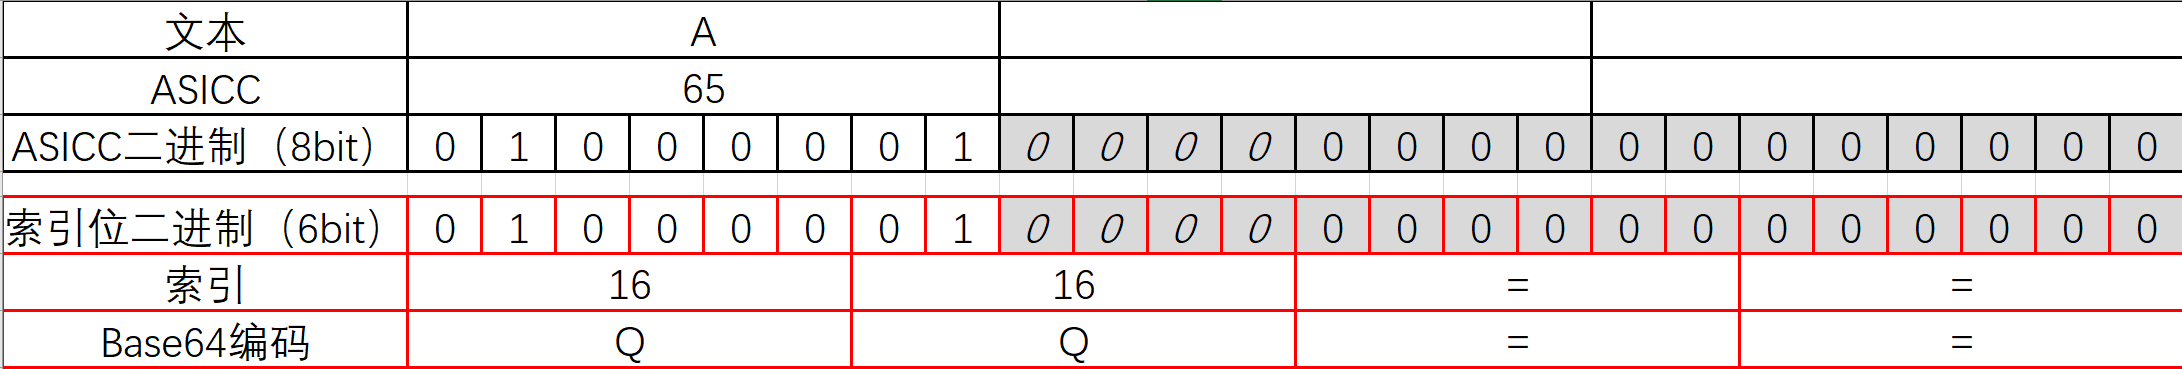 文本 A
ASICC 65
ASICC二进制（8bit） 0 1 0 0 0 0 0 1 0 0 0 0 0 0 0 0 0 0 0 0 0 0 0 0
索引位二进制（6bit） 0 1 0 0 0 0 0 1 0 0 0 0 0 0 0 0 0 0 0 0 0 0 0 0
索引 16 16 = =
Base64编码 Q Q = =